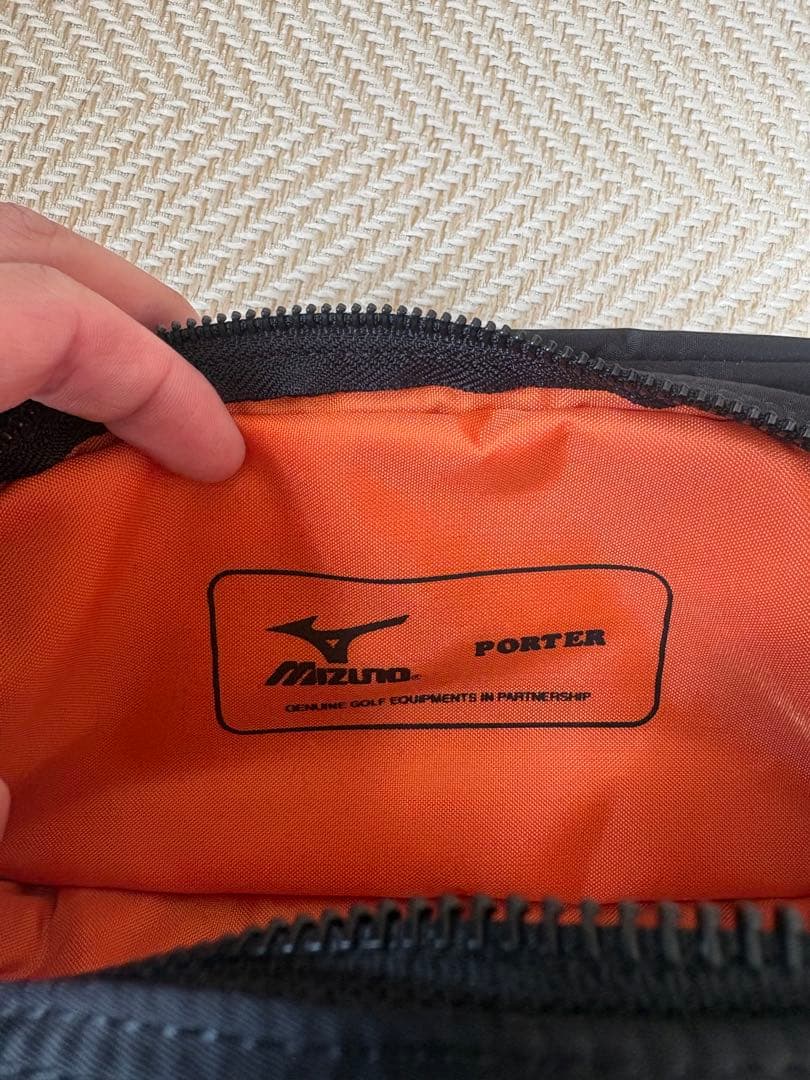 MIZUNO
PORTER
GENUINE GOLF EQUIPMENTS IN PARTNERSHIP